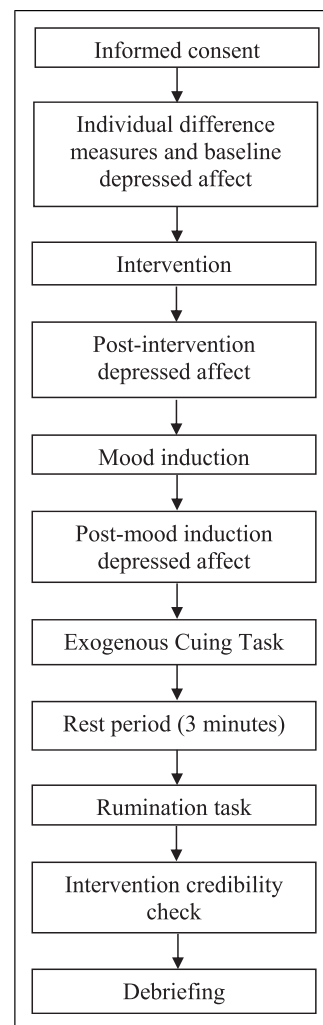 Informed consent
Individual difference
measures and baseline
depressed affect
Intervention
Post-intervention
depressed affect
Mood induction
Post-mood induction
depressed affect
Exogenous Cuing Task
Rest period (3 minutes)
Rumination task
Intervention credibility
check
Debriefing